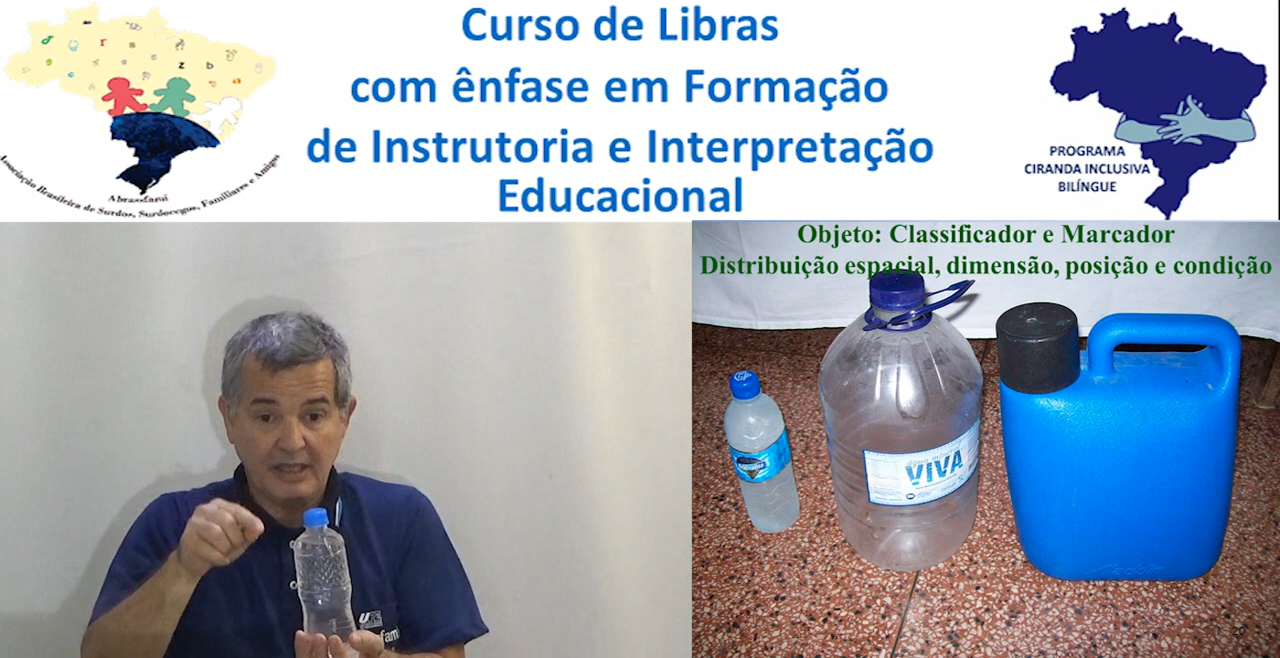 Curso de Libras
com ênfase em Formação
de Instrutoria e Interpretação
Educacional
Abrassfami
Associação Brasileira de Surdos, Surdocegos, Familiares e Amigos
PROGRAMA
CIRANDA INCLUSIVA
BILÍNGUE
Objeto: Classificador e Marcador
Distribuição espacial, dimensão, posição e condição
VIVA
20